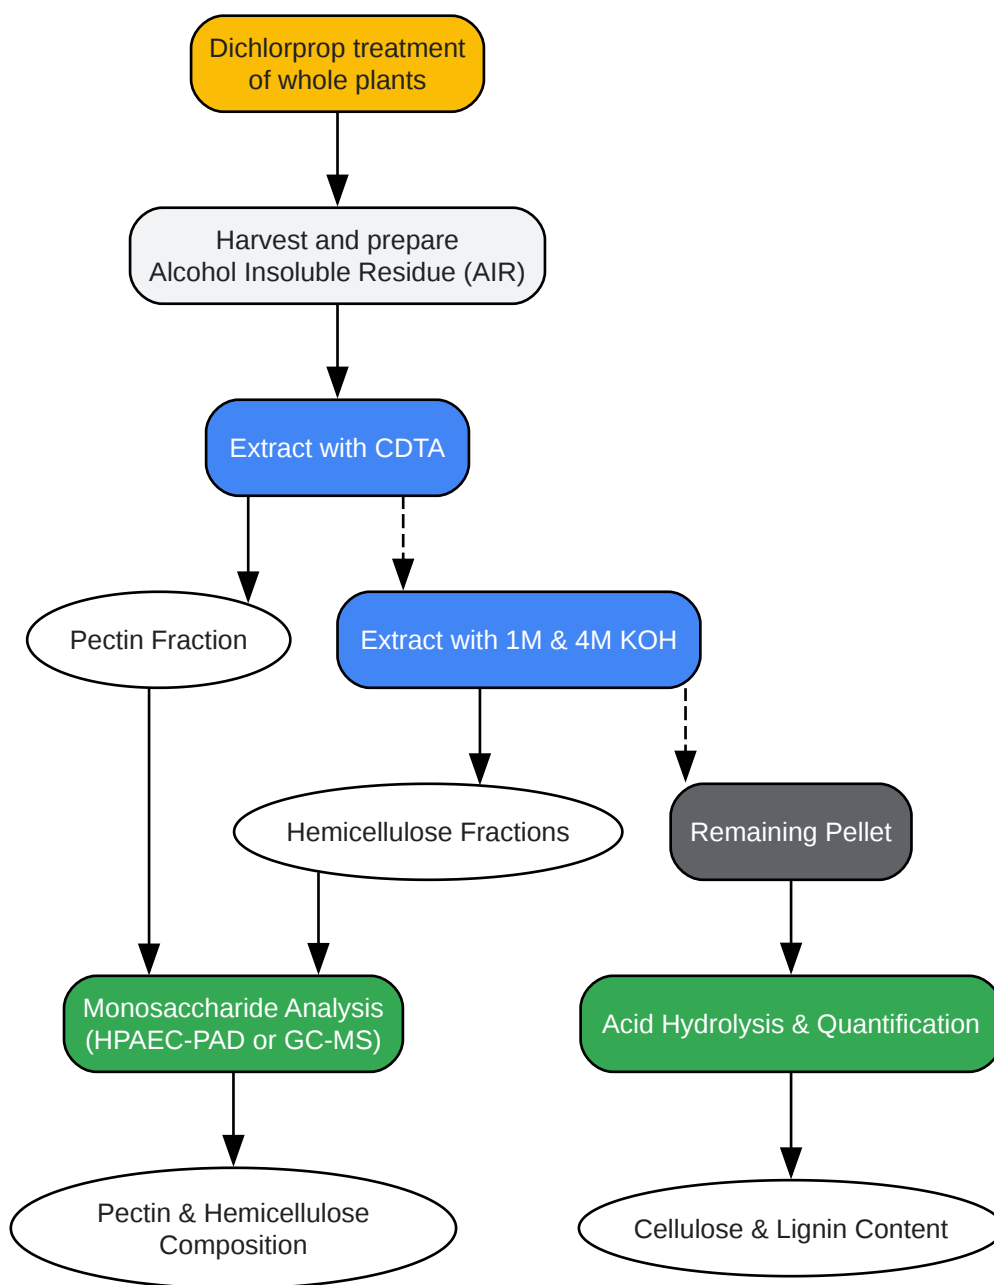 Dichlorprop treatment
of whole plants
Harvest and prepare
Alcohol Insoluble Residue (AIR)
Extract with CDTA
Pectin Fraction
Extract with 1M & 4M KOH
Hemicellulose Fractions
Remaining Pellet
Monosaccharide Analysis
(HPAEC-PAD or GC-MS)
Acid Hydrolysis & Quantification
Pectin & Hemicellulose
Composition
Cellulose & Lignin Content